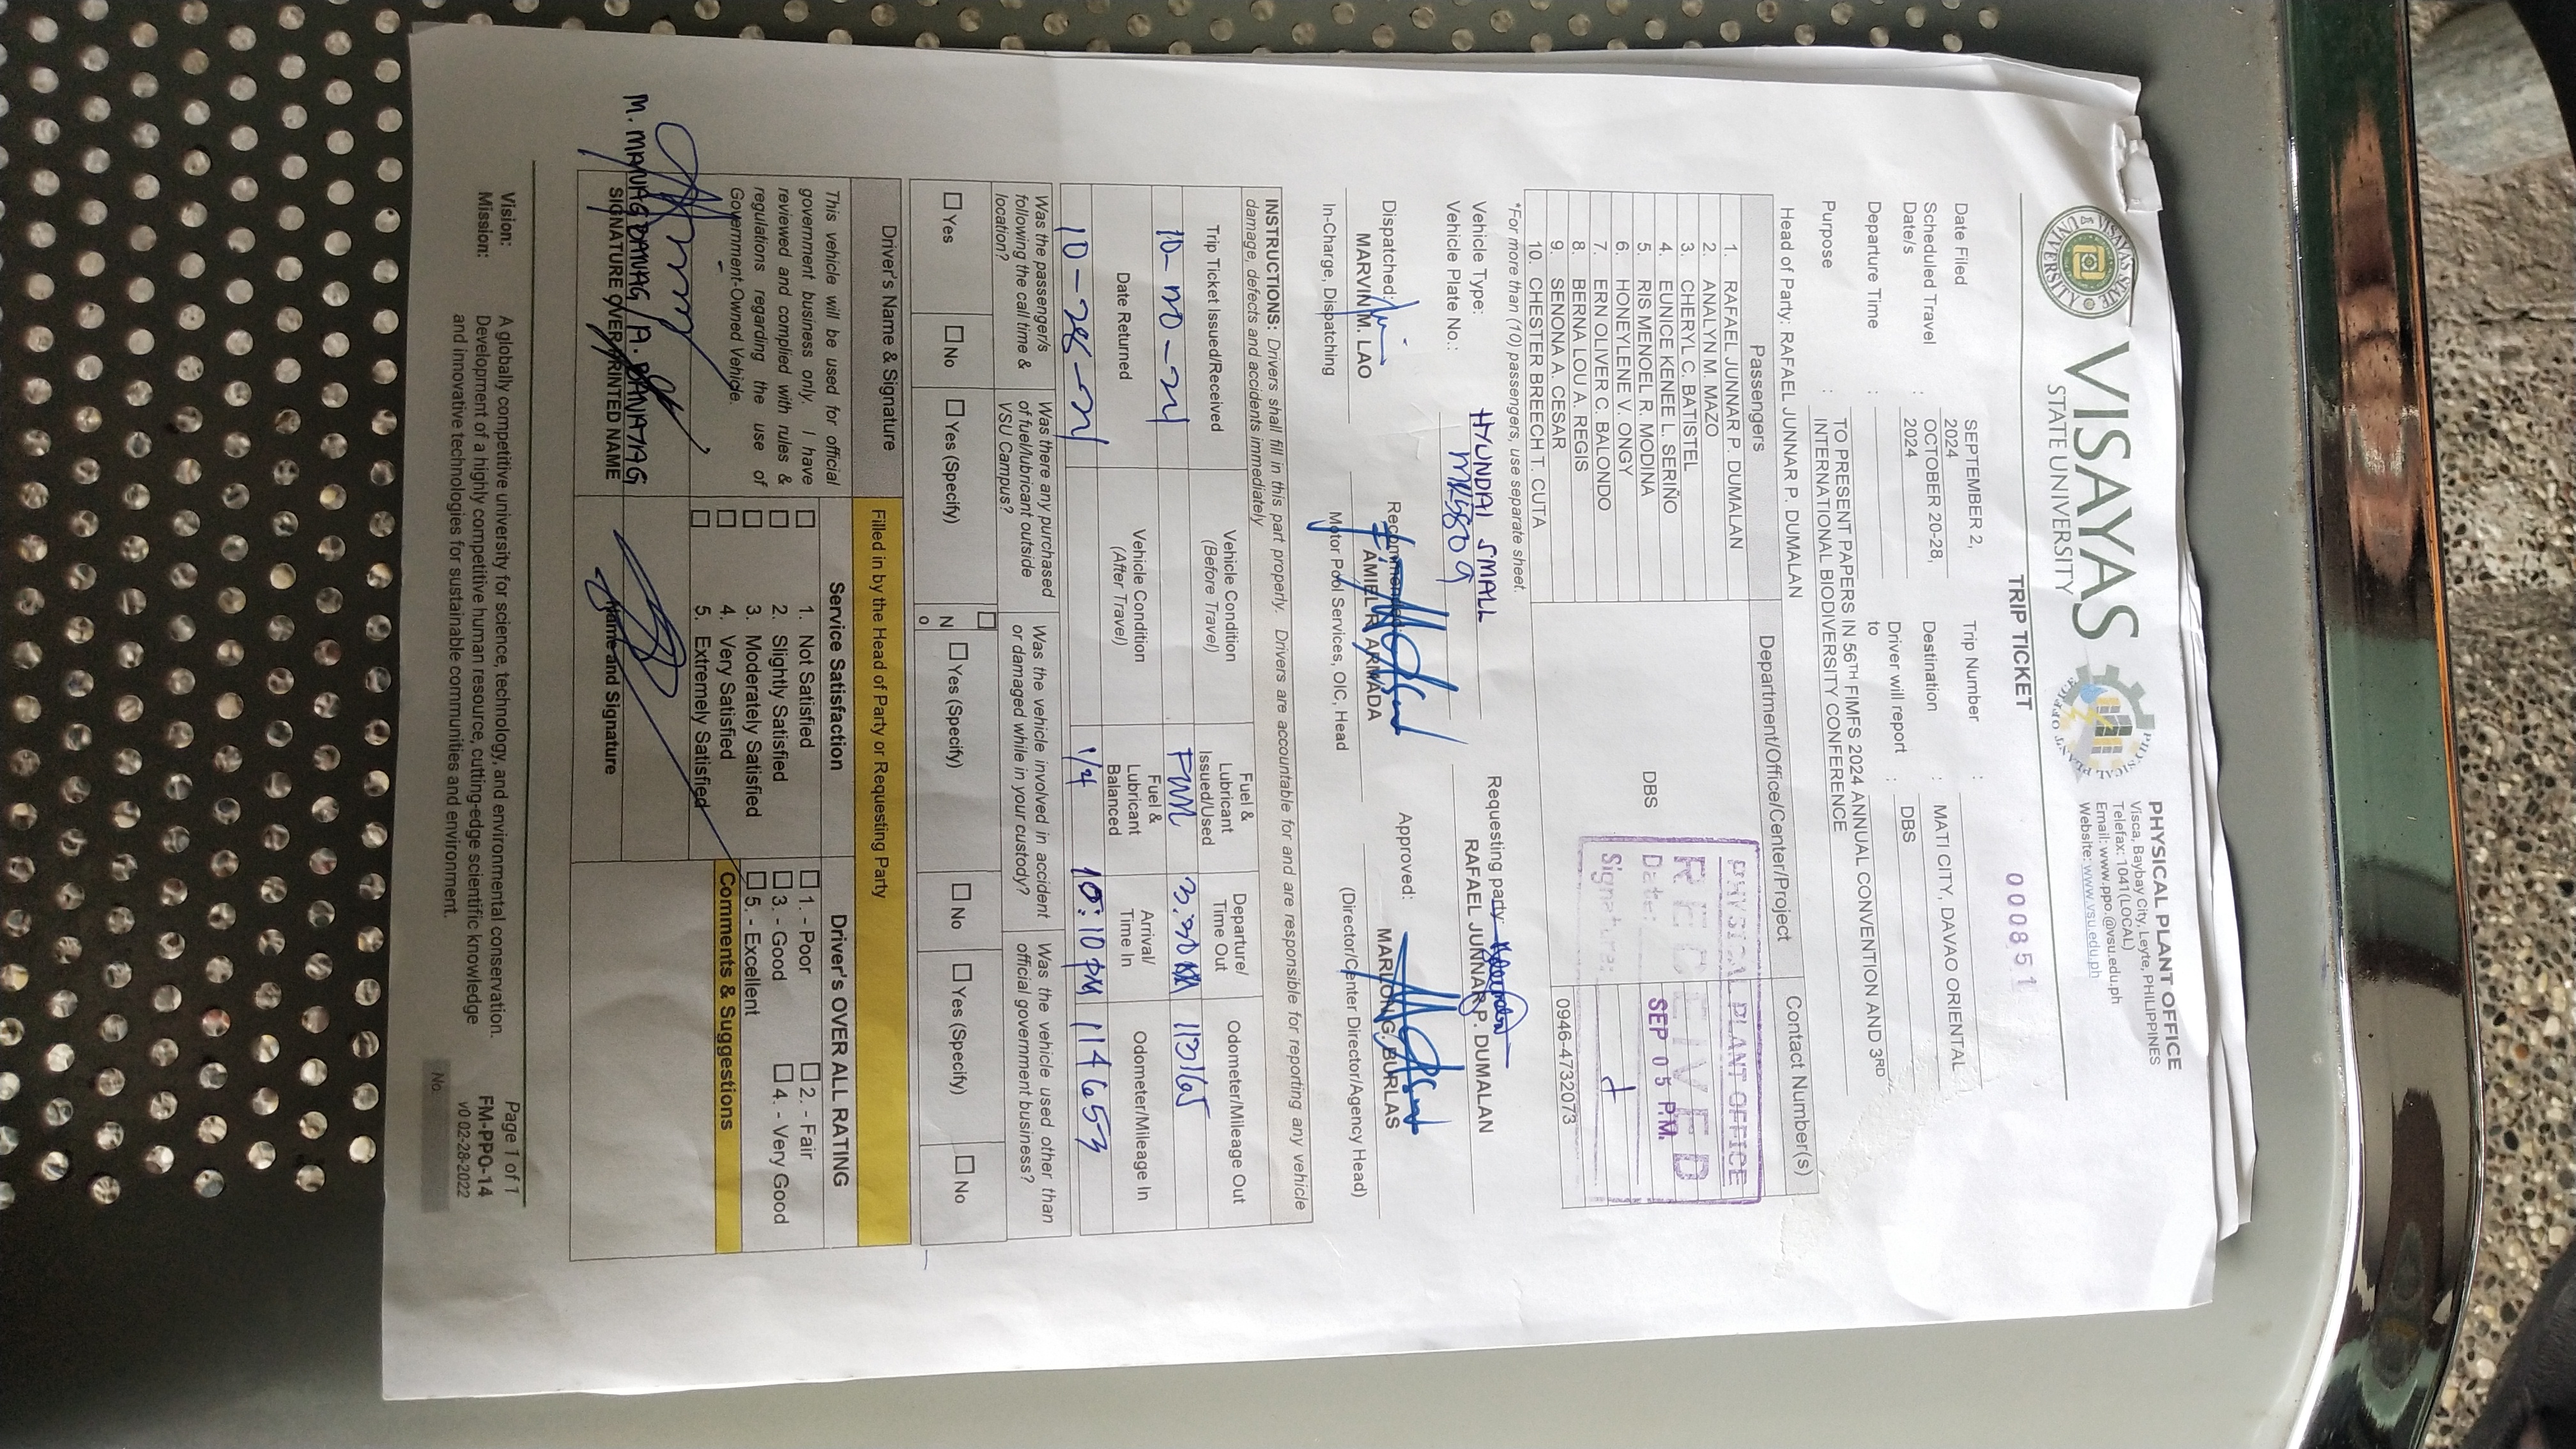 VISAYAS
STATE UNIVERSITY
PHYSICAL PLANT OFFICE
Visca, Baybay City, Leyte, PHILIPPINES
Telefax: 1041(LOCAL)
Email: www.ppo.@vsu.edu.ph
Website: www.vsu.edu.ph
TRIP TICKET
000851
Date Filed SEPTEMBER 2, 2024 Trip Number :
Scheduled Travel Date/s : OCTOBER 20-28, 2024 Destination : MATI CITY, DAVAO ORIENTAL
Departure Time : Driver will report to : DBS
Purpose : TO PRESENT PAPERS IN 56TH FIMFS 2024 ANNUAL CONVENTION AND 3RD
INTERNATIONAL BIODIVERSITY CONFERENCE
Head of Party: RAFAEL JUNNAR P. DUMALAN
Passengers Department/Office/Center/Project Contact Number(s)
1. RAFAEL JUNNAR P. DUMALAN
2. ANALYN M. MAZO
3. CHERYL C. BATISTEL
4. EUNICE KENEE L. SERIÑO
5. RIS MENOEL R. MODINA
6. HONEYLENE V. ONGY
7. ERN OLIVER C. BALONDO
8. BERNA LOU A. REGIS
9. SENONA A. CESAR
10. CHESTER BREECH T. CUTA
DBS
0946-4732073
PHYSICAL PLANT OFFICE
RECEIVED
Date: SEP 05 P.M.
Signature:
*For more than (10) passengers, use separate sheet.
Vehicle Type: HYUNDAI SMALL
Vehicle Plate No.:
Requesting party:
RAFAEL JUNNAR P. DUMALAN
Dispatched:
MARVIN M. LAO
In-Charge, Dispatching
AMIEL R. ARMADA
Motor Pool Services, OIC, Head
Approved:
MARLON G. BURLAS
(Director/Center Director/Agency Head)
INSTRUCTIONS: Drivers shall fill in this part properly. Drivers are accountable for and are responsible for reporting any vehicle
damage, defects and accidents immediately
Trip Ticket Issued/Received Vehicle Condition (Before Travel) Fuel & Lubricant Issued/Used Departure/ Time Out Odometer/Mileage Out
10-20-24 113165
Date Returned Vehicle Condition (After Travel) Fuel & Lubricant Balanced Arrival/ Time In Odometer/Mileage In
10-28-24 1/4 10:10 PM 114653
Was the passenger/s following the call time & location?
Was there any purchased of fuel/lubricant outside VSU Campus?
Was the vehicle involved in accident or damaged while in your custody?
Was the vehicle used other than official government business?
Yes No Yes (Specify) No Yes (Specify) No Yes (Specify) No
Driver's Name & Signature Filled in by the Head of Party or Requesting Party
Service Satisfaction Driver's OVER ALL RATING
This vehicle will be used for official
government business only. I have
reviewed and complied with rules &
regulations regarding the use of
Government-Owned Vehicle.
1. Not Satisfied
2. Slightly Satisfied
3. Moderately Satisfied
4. Very Satisfied
5. Extremely Satisfied
1. - Poor 2. - Fair
3. - Good 4. - Very Good
5. - Excellent
Comments & Suggestions
SIGNATURE OVER PRINTED NAME
Name and Signature
Vision: A globally competitive university for science, technology, and environmental conservation.
Mission: Development of a highly competitive human resource, cutting-edge scientific knowledge
and innovative technologies for sustainable communities and environment.
Page 1 of 1
FM-PPO-14
v0 02-28-2022
No.